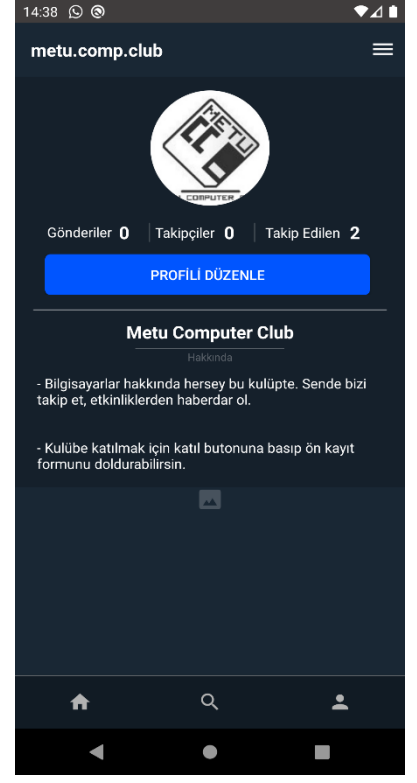 14:38
metu.comp.club
METU
CC
COMPUTER
Gönderiler 0 Takipçiler 0 Takip Edilen 2
PROFİLİ DÜZENLE
Metu Computer Club
Hakkında
- Bilgisayarlar hakkında hersey bu kulüpte. Sende bizi
takip et, etkinliklerden haberdar ol.
- Kulübe katılmak için katıl butonuna basıp ön kayıt
formunu doldurabilirsin.